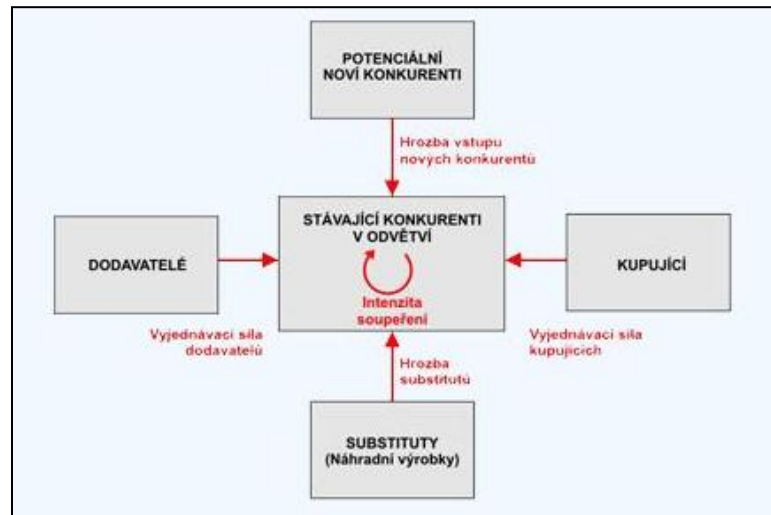 POTENCIÁLNÍ
NOVÍ KONKURENTI
Hrozba vstupu
nových konkurentů
STÁVAJÍCÍ KONKURENTI
V ODVĚTVÍ
Intenzita
soupeření
DODAVATELÉ
KUPUJÍCÍ
Vyjednávací síla
dodavatelů
Vyjednávací síla
kupujících
Hrozba
substitutů
SUBSTITUTY
(Náhradní výrobky)